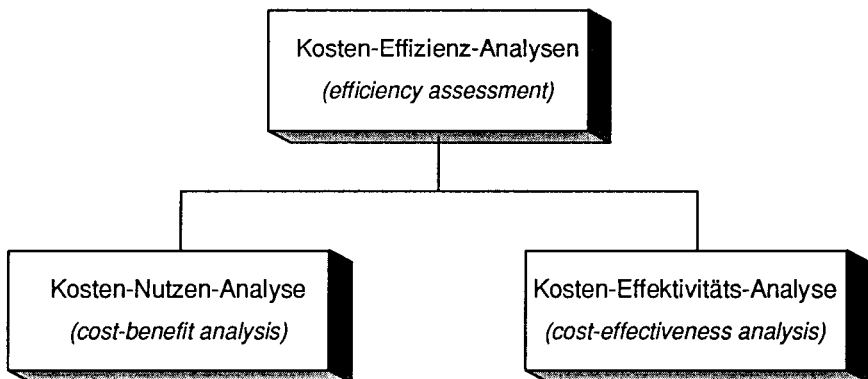 Kosten-Effizienz-Analysen
(efficiency assessment)
Kosten-Nutzen-Analyse
(cost-benefit analysis)
Kosten-Effektivitäts-Analyse
(cost-effectiveness analysis)